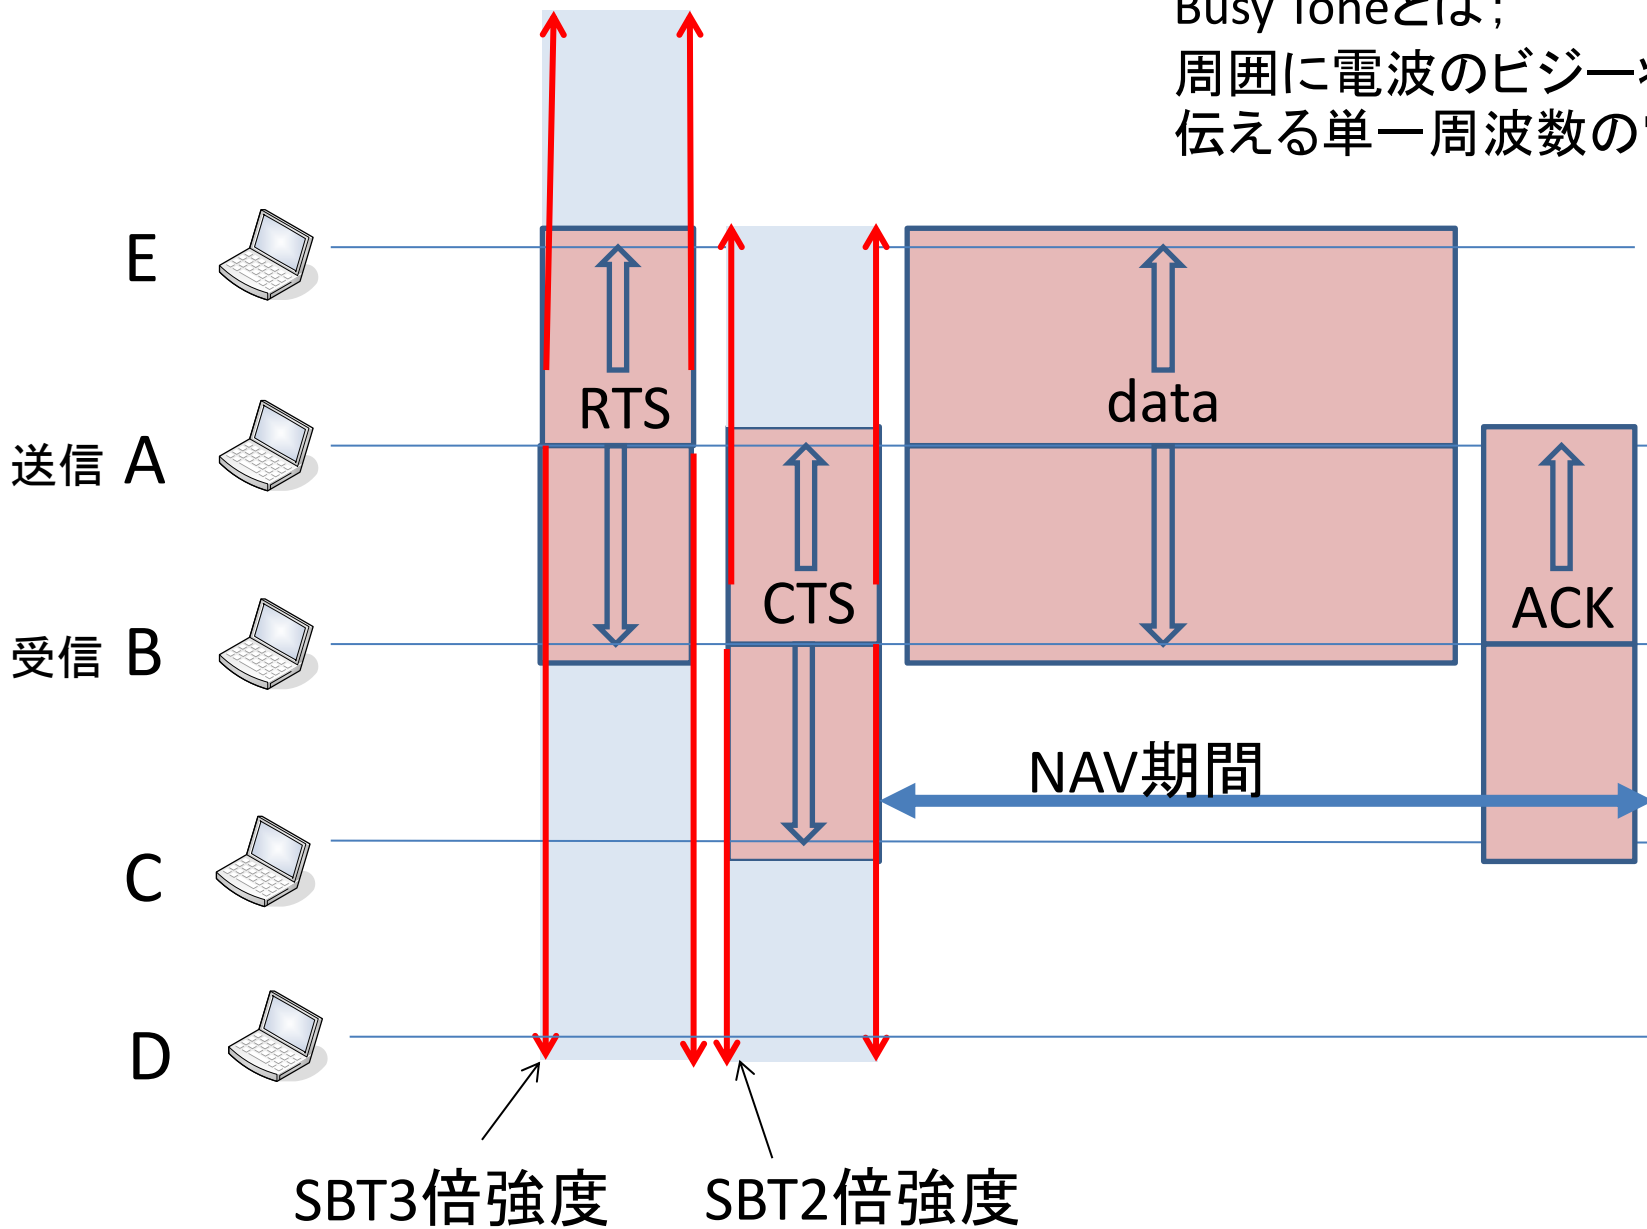 Busy Toneとは;
周囲に電波のビジー
伝える単一周波数の
E
RTS
data
送信 A
CTS
ACK
受信 B
NAV期間
C
D
SBT3倍強度
SBT2倍強度